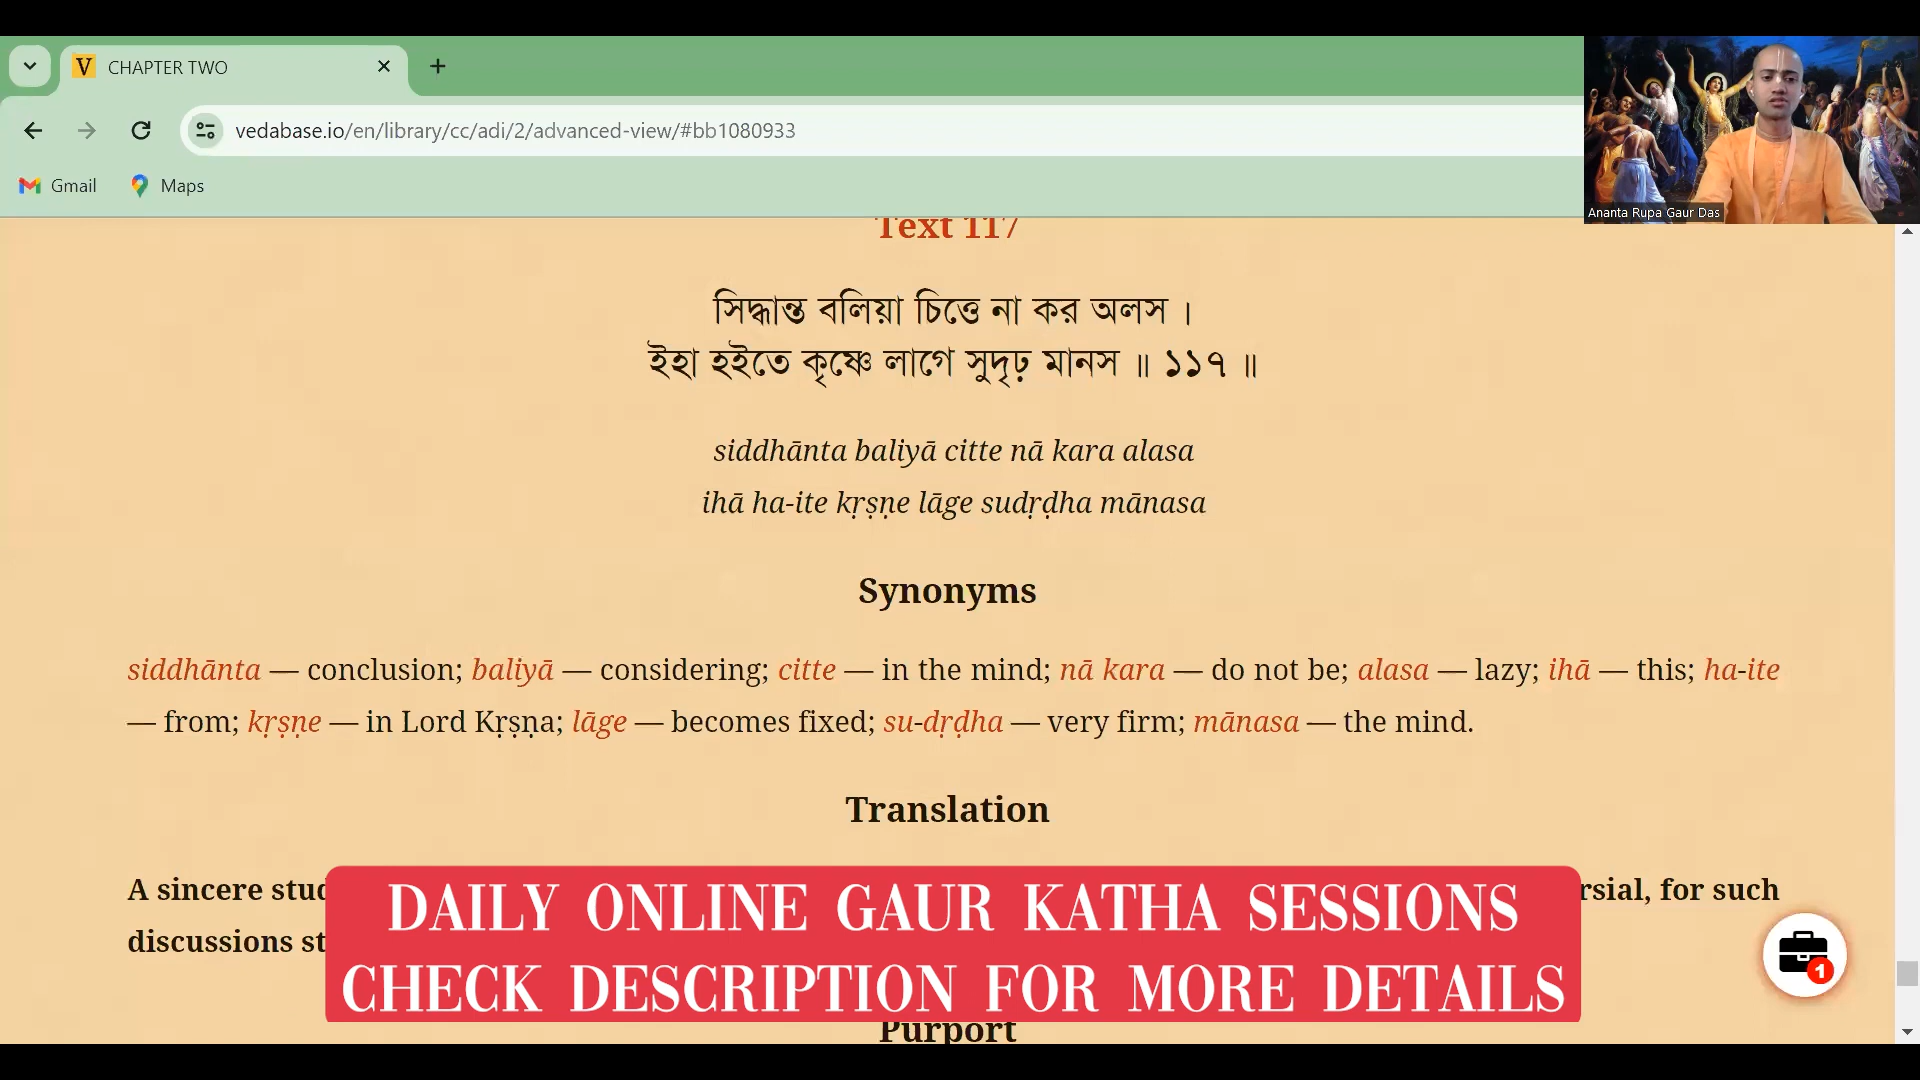 CHAPTER TWO
vedabase.io/en/library/cc/adi/2/advanced-view/#bb1080933
Gmail
Maps
Ananta Rupa Gaur Das
Text 117
সিদ্ধান্ত বলিয়া চিত্তে না কর অলস ।
ইহা হইতে কৃষ্ণে লাগে সুদৃঢ় মানস ॥ ১১৭ ॥
siddhānta baliyā citte nā kara alasa
ihā ha-ite kṛṣṇe lāge sudṛḍha mānasa
Synonyms
siddhānta — conclusion; baliyā — considering; citte — in the mind; nā kara — do not be; alasa — lazy; ihā — this; ha-ite
— from; kṛṣṇe — in Lord Kṛṣṇa; lāge — becomes fixed; su-dṛḍha — very firm; mānasa — the mind.
Translation
A sincere rsial, for such
discussions
DAILY ONLINE GAUR KATHA SESSIONS
CHECK DESCRIPTION FOR MORE DETAILS
1
Purport